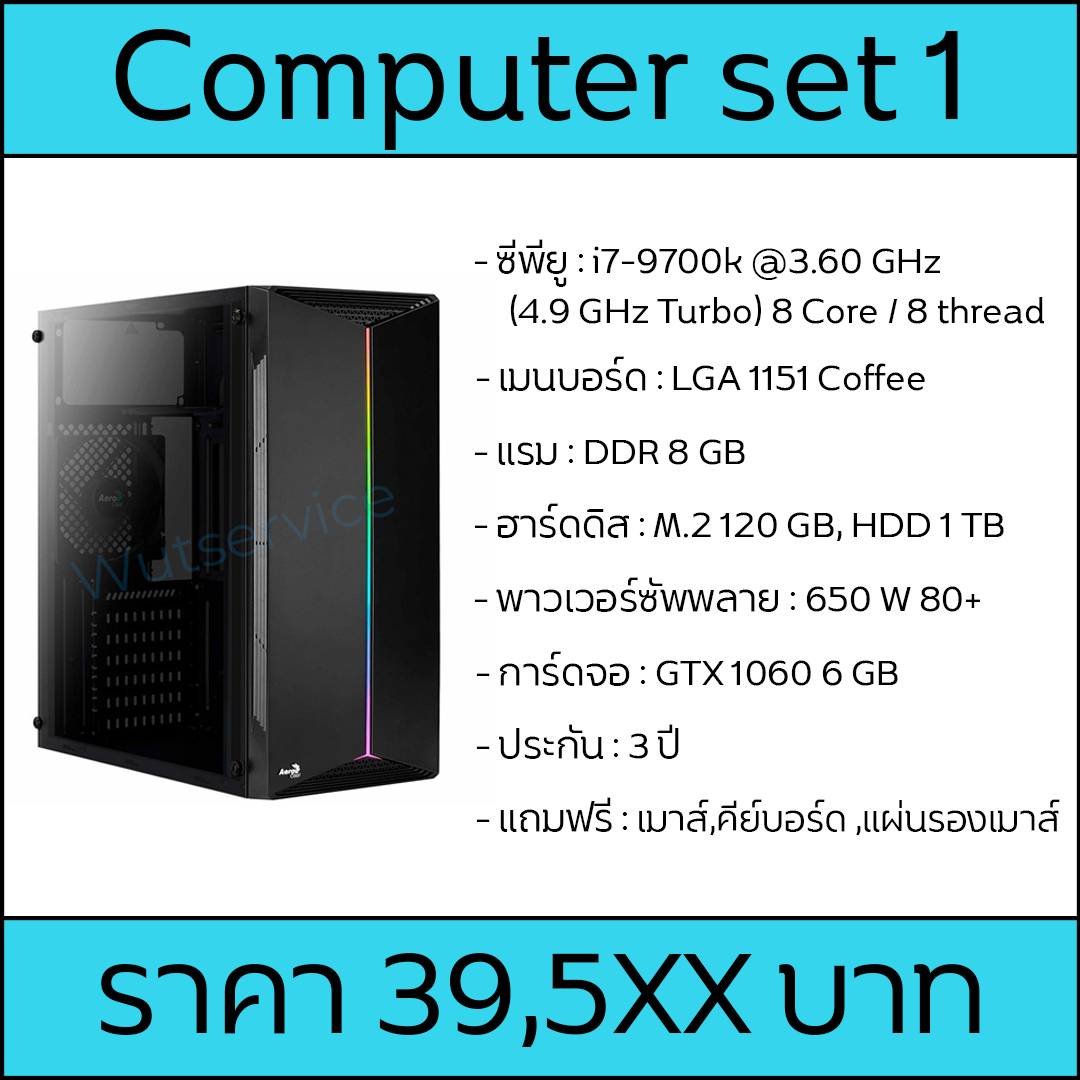 Computer set 1
- ซีพียู : i7-9700k @3.60 GHz
(4.9 GHz Turbo) 8 Core / 8 thread
- เมนบอร์ด : LGA 1151 Coffee
- แรม : DDR 8 GB
- ฮาร์ดดิส : M.2 120 GB, HDD 1 TB
- พาวเวอร์ซัพพลาย : 650 W 80+
- การ์ดจอ : GTX 1060 6 GB
- ประกัน : 3 ปี
- แถมฟรี : เมาส์,คีย์บอร์ด ,แผ่นรองเมาส์
Wutservice
Aero Cool
Aero Cool
ราคา 39,5XX บาท